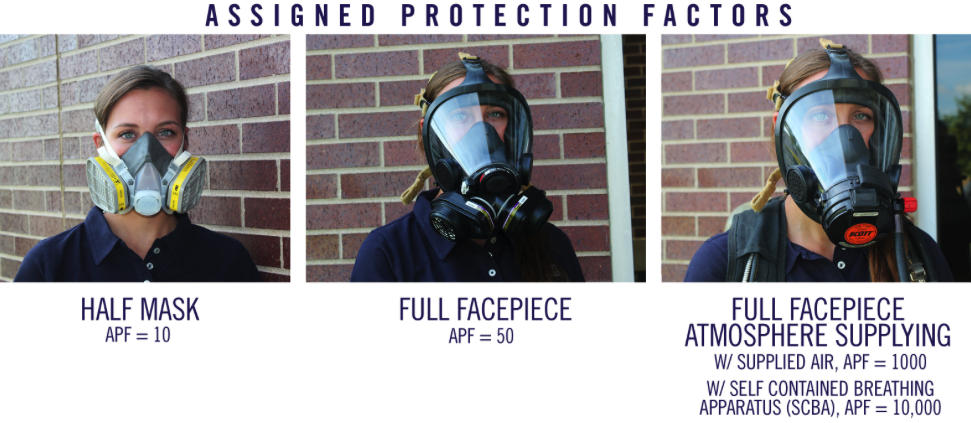 ASSIGNED PROTECTION FACTORS
SCOTT
HALF MASK
APF = 10
FULL FACEPIECE
APF = 50
FULL FACEPIECE
ATMOSPHERE SUPPLYING
W/ SUPPLIED AIR, APF = 1000
W/ SELF CONTAINED BREATHING
APPARATUS (SCBA), APF = 10,000